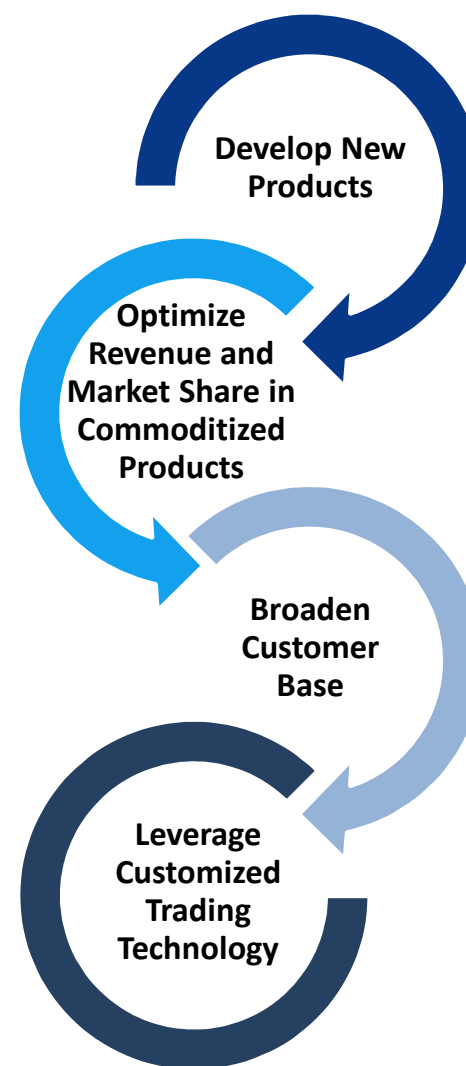 Develop New
Products
Optimize
Revenue and
Market Share in
Commoditized
Products
Broaden
Customer
Base
Leverage
Customized
Trading
Technology